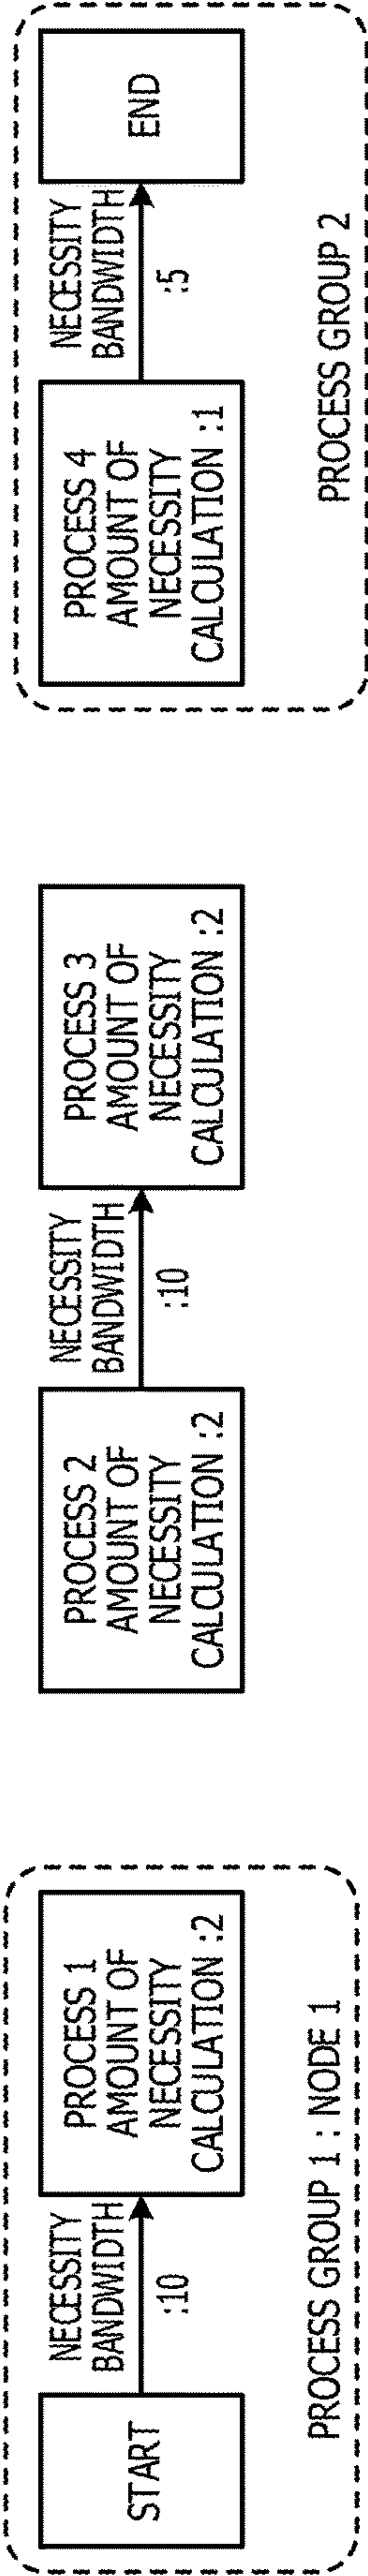 START
NECESSITY
BANDWIDTH
:10
PROCESS 1
AMOUNT OF
NECESSITY
CALCULATION :2
PROCESS GROUP 1 : NODE 1
PROCESS 2
AMOUNT OF
NECESSITY
CALCULATION :2
NECESSITY
BANDWIDTH
:10
PROCESS 3
AMOUNT OF
NECESSITY
CALCULATION :2
PROCESS 4
AMOUNT OF
NECESSITY
CALCULATION :1
NECESSITY
BANDWIDTH
:5
END
PROCESS GROUP 2